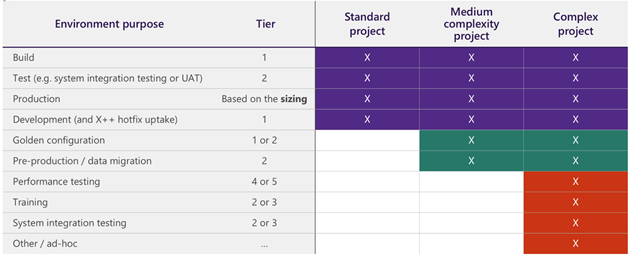 Environment purpose Tier Standard project Medium complexity project Complex project
Build 1 X X X
Test (e.g. system integration testing or UAT) 2 X X X
Production Based on the sizing X X X
Development (and X++ hotfix uptake) 1 X X X
Golden configuration 1 or 2 X X
Pre-production / data migration 2 X X
Performance testing 4 or 5 X
Training 2 or 3 X
System integration testing 2 or 3 X
Other / ad-hoc ... X